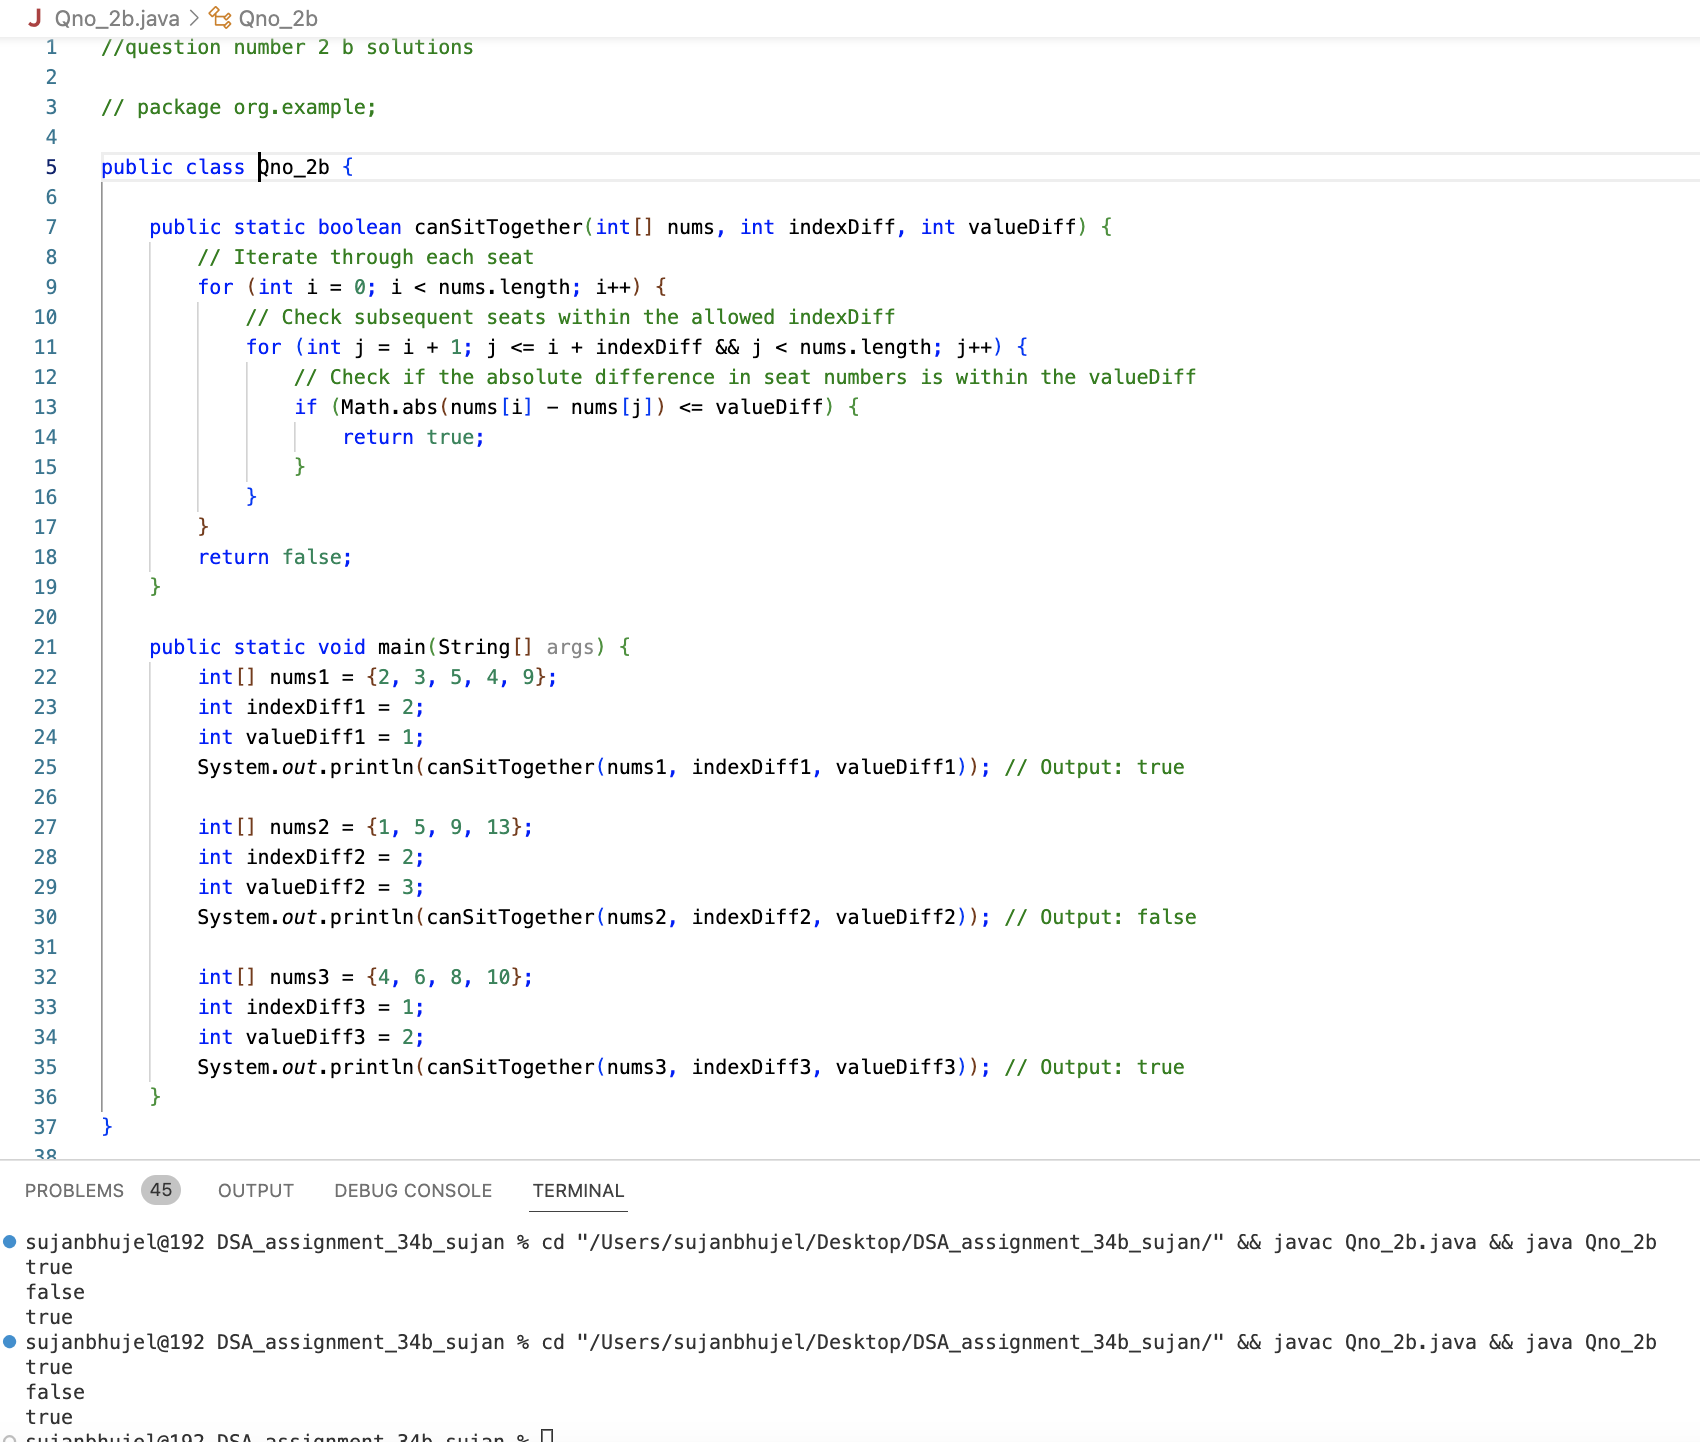 Qno_2b.java > Qno_2b
1 //question number 2 b solutions
2
3 // package org.example;
4
5 public class Qno_2b {
6
7     public static boolean canSitTogether(int[] nums, int indexDiff, int valueDiff) {
8         // Iterate through each seat
9         for (int i = 0; i < nums.length; i++) {
10             // Check subsequent seats within the allowed indexDiff
11             for (int j = i + 1; j <= i + indexDiff && j < nums.length; j++) {
12                 // Check if the absolute difference in seat numbers is within the valueDiff
13                 if (Math.abs(nums[i] - nums[j]) <= valueDiff) {
14                     return true;
15                 }
16             }
17         }
18         return false;
19     }
20
21     public static void main(String[] args) {
22         int[] nums1 = {2, 3, 5, 4, 9};
23         int indexDiff1 = 2;
24         int valueDiff1 = 1;
25         System.out.println(canSitTogether(nums1, indexDiff1, valueDiff1)); // Output: true
26
27         int[] nums2 = {1, 5, 9, 13};
28         int indexDiff2 = 2;
29         int valueDiff2 = 3;
30         System.out.println(canSitTogether(nums2, indexDiff2, valueDiff2)); // Output: false
31
32         int[] nums3 = {4, 6, 8, 10};
33         int indexDiff3 = 1;
34         int valueDiff3 = 2;
35         System.out.println(canSitTogether(nums3, indexDiff3, valueDiff3)); // Output: true
36     }
37 }
38
PROBLEMS 45 OUTPUT DEBUG CONSOLE TERMINAL
sujanbhujel@192 DSA_assignment_34b_sujan % cd "/Users/sujanbhujel/Desktop/DSA_assignment_34b_sujan/" && javac Qno_2b.java && java Qno_2b
true
false
true
sujanbhujel@192 DSA_assignment_34b_sujan % cd "/Users/sujanbhujel/Desktop/DSA_assignment_34b_sujan/" && javac Qno_2b.java && java Qno_2b
true
false
true
sujanbhujel@192 DSA_assignment_34b_sujan %